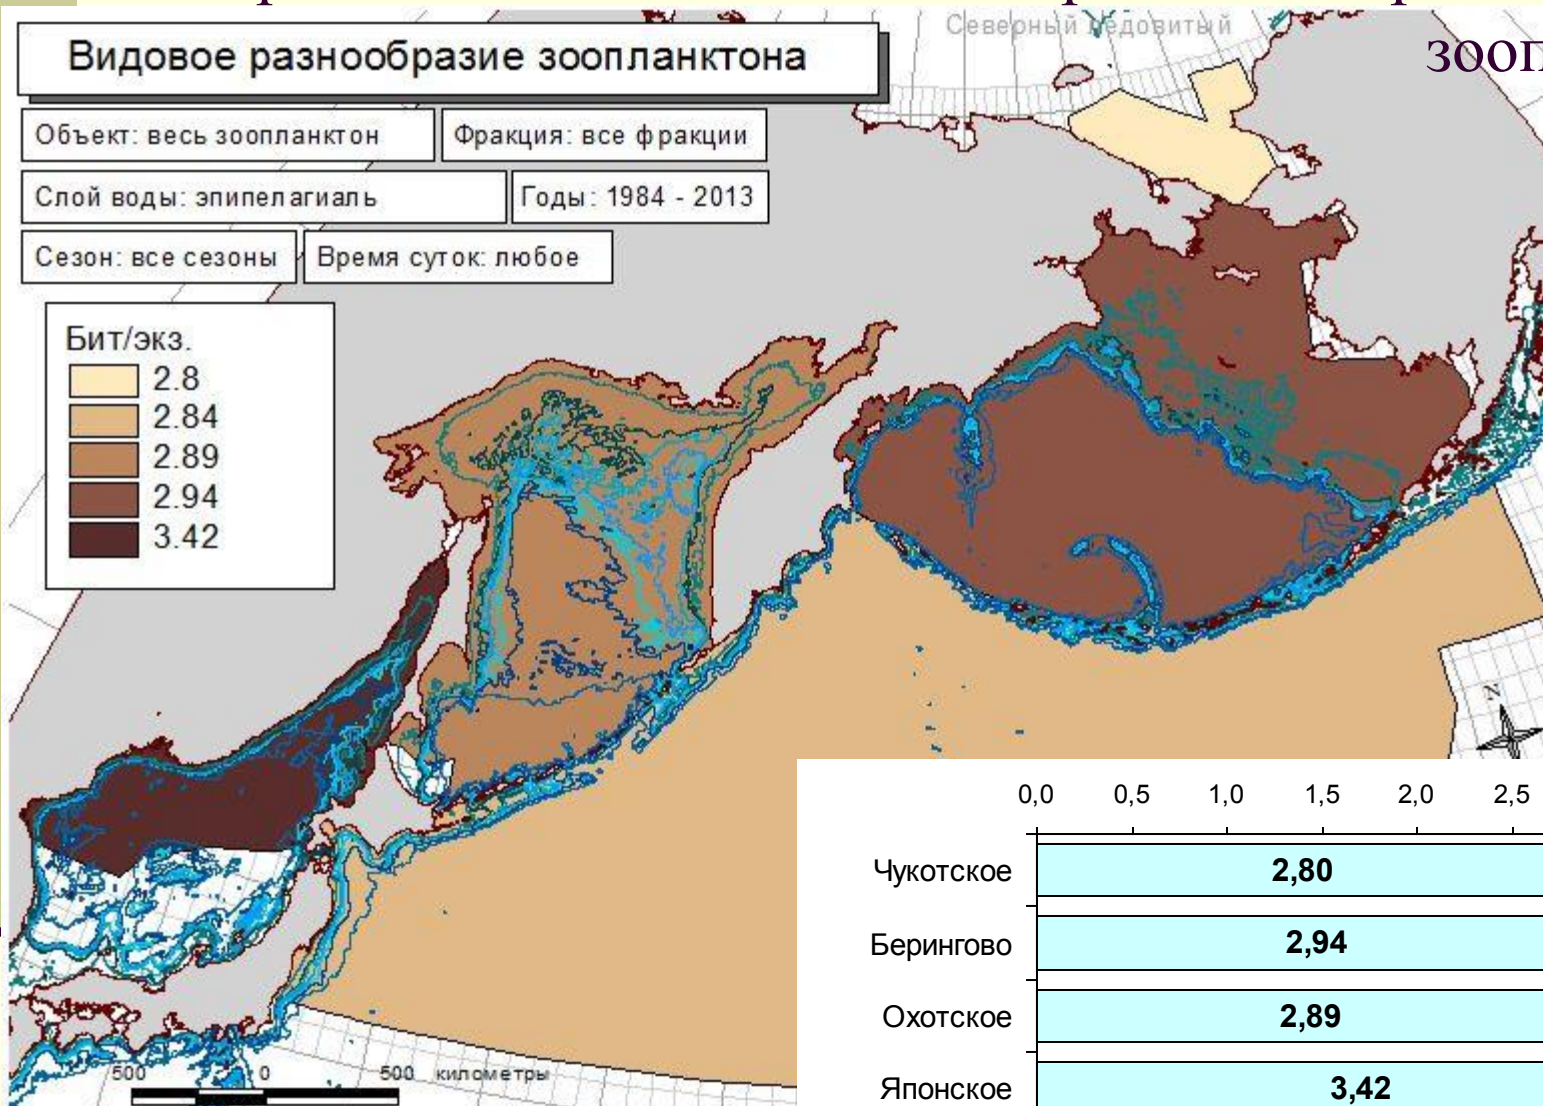 Северный Ледовитый
зооп
Видовое разнообразие зоопланктона
Объект: весь зоопланктон
Фракция: все фракции
Слой воды: эпипелагиаль
Годы: 1984 - 2013
Сезон: все сезоны
Время суток: любое
Бит/экз.
2.8
2.84
2.89
2.94
3.42
N
0,0 0,5 1,0 1,5 2,0 2,5
Чукотское 2,80
Берингово 2,94
Охотское 2,89
Японское 3,42
500 0 500 километры